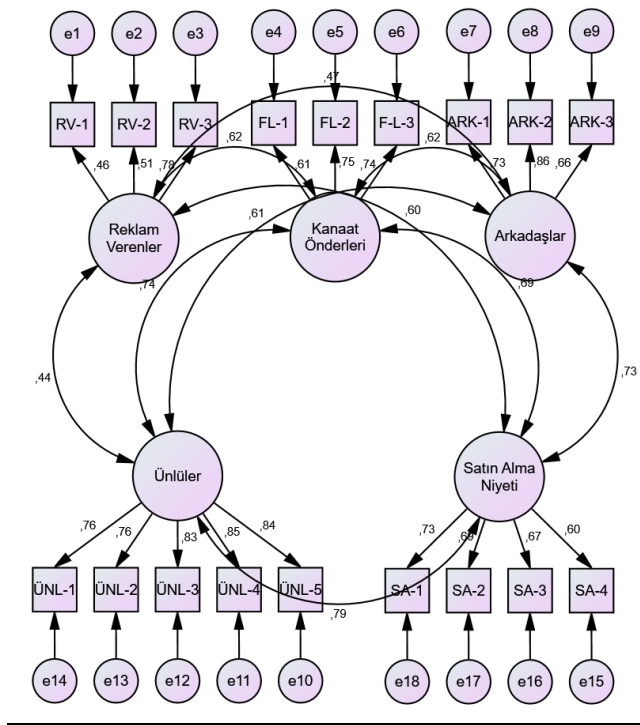 e1 e2 e3 e4 e5 e6 e7 e8 e9
,47
RV-1 RV-2 RV-3 FL-1 FL-2 F-L-3 ARK-1 ARK-2 ARK-3
,62 ,62
,46 ,51 ,78 ,61 ,75 ,74 ,73 ,86 ,66
,61 ,60
Reklam
Verenler
Kanaat
Önderleri
Arkadaşlar
,74 ,69
,44 ,73
Ünlüler
Satın Alma
Niyeti
,76 ,76 ,83 ,85 ,84 ,73 ,69 ,67 ,60
ÜNL-1 ÜNL-2 ÜNL-3 ÜNL-4 ÜNL-5 SA-1 SA-2 SA-3 SA-4
,79
e14 e13 e12 e11 e10 e18 e17 e16 e15